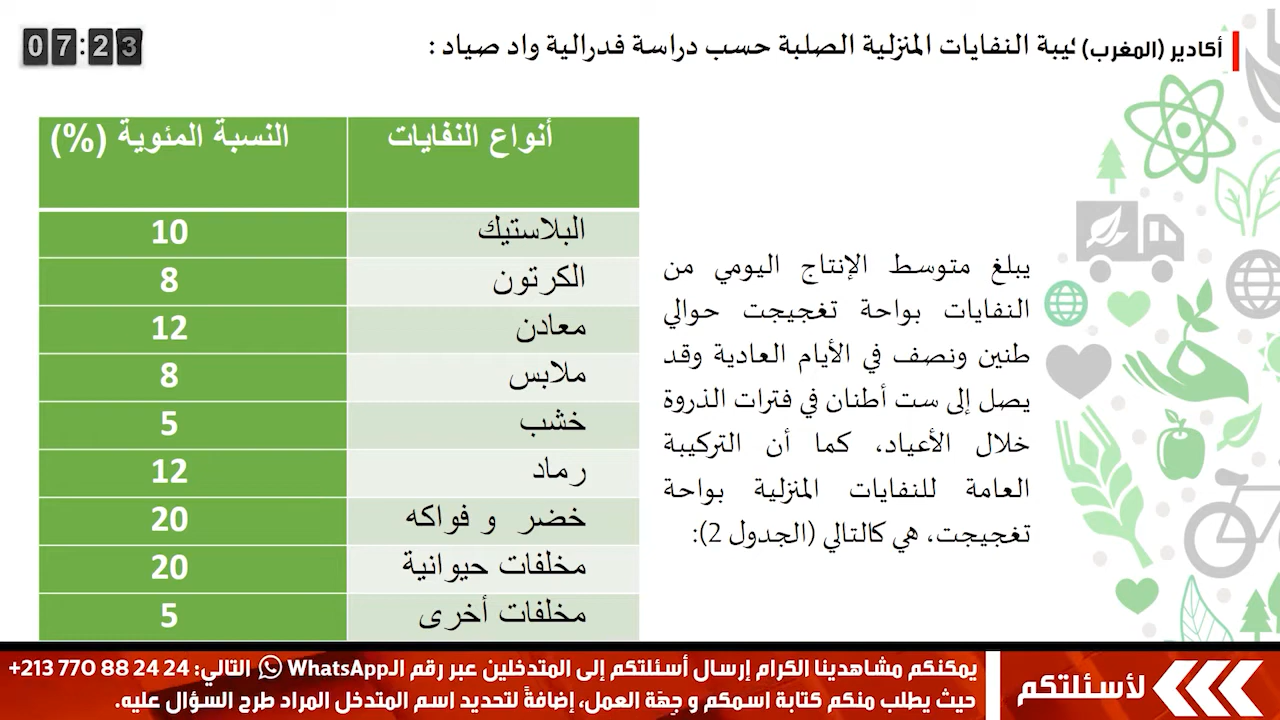 07:23
أكادير (المغرب)
النفايات المنزلية الصلبة حسب دراسة فدرالية واد صياد :
أنواع النفايات النسبة المئوية (%)
البلاستيك 10
الكرتون 8
معادن 12
ملابس 8
خشب 5
رماد 12
خضر و فواكه 20
مخلفات حيوانية 20
مخلفات أخرى 5
يبلغ متوسط الإنتاج اليومي من
النفايات بواحة تغجيجت حوالي
طنين ونصف في الأيام العادية وقد
يصل إلى ست أطنان في فترات الذروة
خلال الأعياد، كما أن التركيبة
العامة للنفايات المنزلية بواحة
تغجيجت، هي كالتالي (الجدول 2):
لأسئلتكم
يمكنكم مشاهدينا الكرام إرسال أسئلتكم إلى المتدخلين عبر رقم الـWhatsApp التالي: +213 770 88 24 24
حيث يطلب منكم كتابة اسمكم و جهة العمل، إضافةً لتحديد اسم المتدخل المراد طرح السؤال عليه.